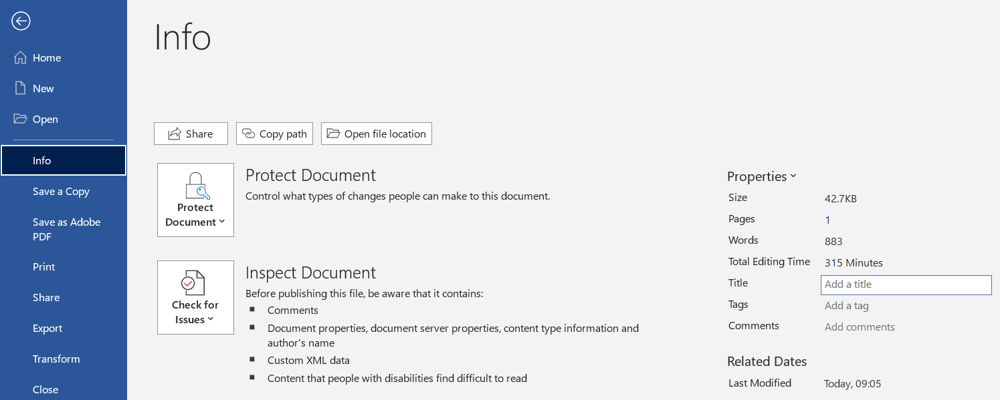 Info
Home
New
Open
Info
Save a Copy
Save as Adobe
PDF
Print
Share
Export
Transform
Close
Share
Copy path
Open file location
Protect
Document
Protect Document
Control what types of changes people can make to this document.
Check for
Issues
Inspect Document
Before publishing this file, be aware that it contains:
Comments
Document properties, document server properties, content type information and
author's name
Custom XML data
Content that people with disabilities find difficult to read
Properties
Size 42.7KB
Pages 1
Words 883
Total Editing Time 315 Minutes
Title Add a title
Tags Add a tag
Comments Add comments
Related Dates
Last Modified Today, 09:05